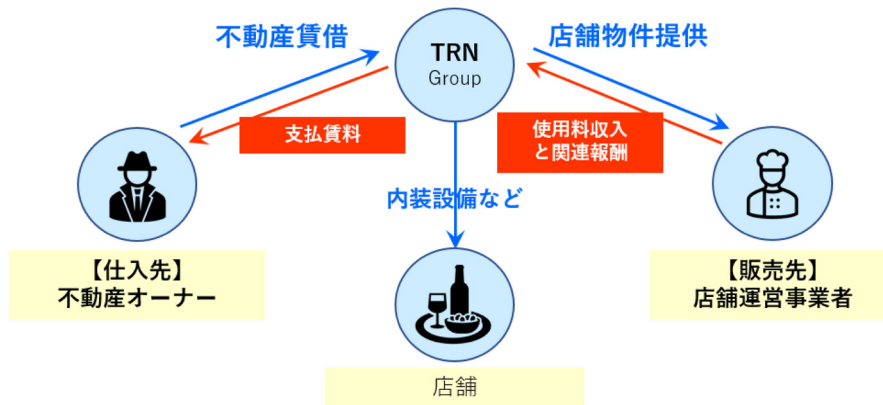 不動産賃借
TRN
Group
店舗物件提供
支払賃料
使用料収入
と関連報酬
内装設備など
【仕入先】
不動産オーナー
【販売先】
店舗運営事業者
店舗